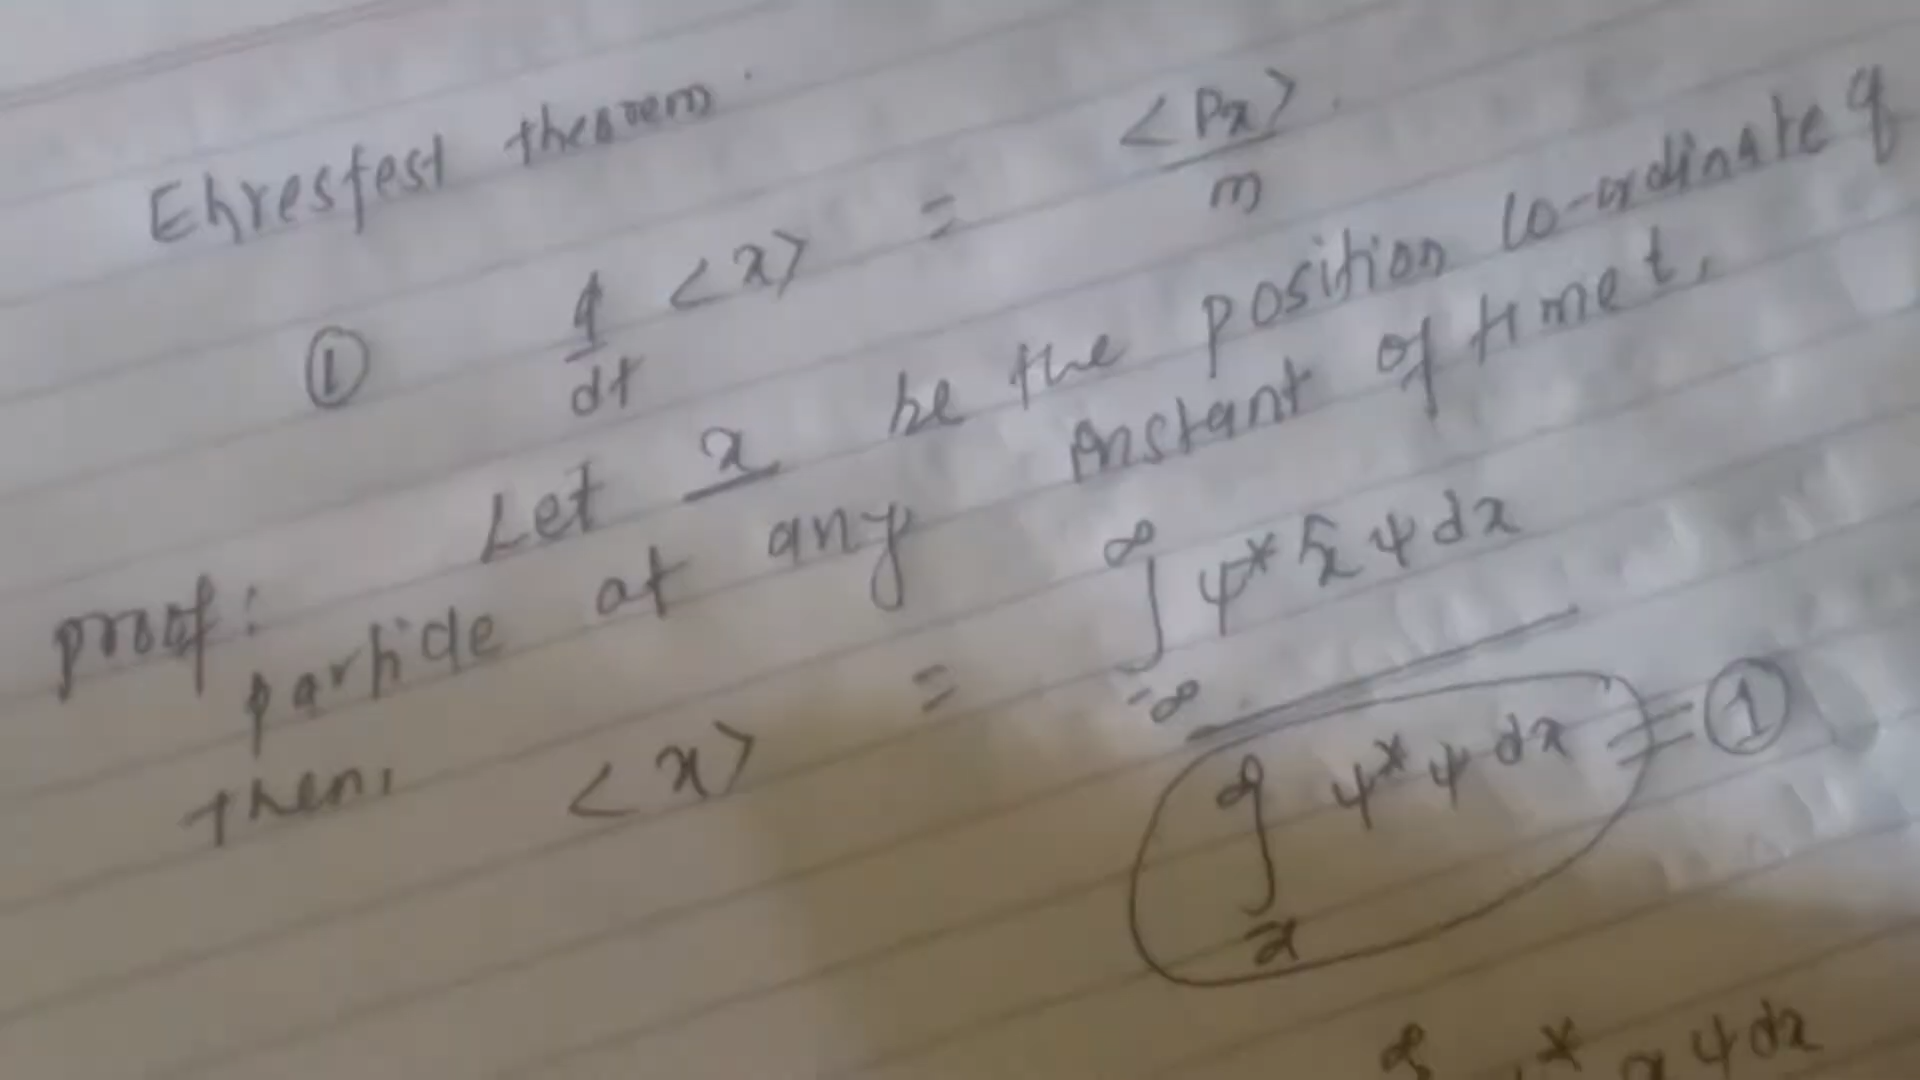 Ehresfest theorem.
① d/dt <x> = <Px>/m.
proof: Let x be the position co-ordinate of
particle at any instant of time t,
then, <x> = ∫ ψ* x̂ ψ dx
∞
-∞
∫ ψ* ψ dx = ①
∞
∞ * x ψ dx